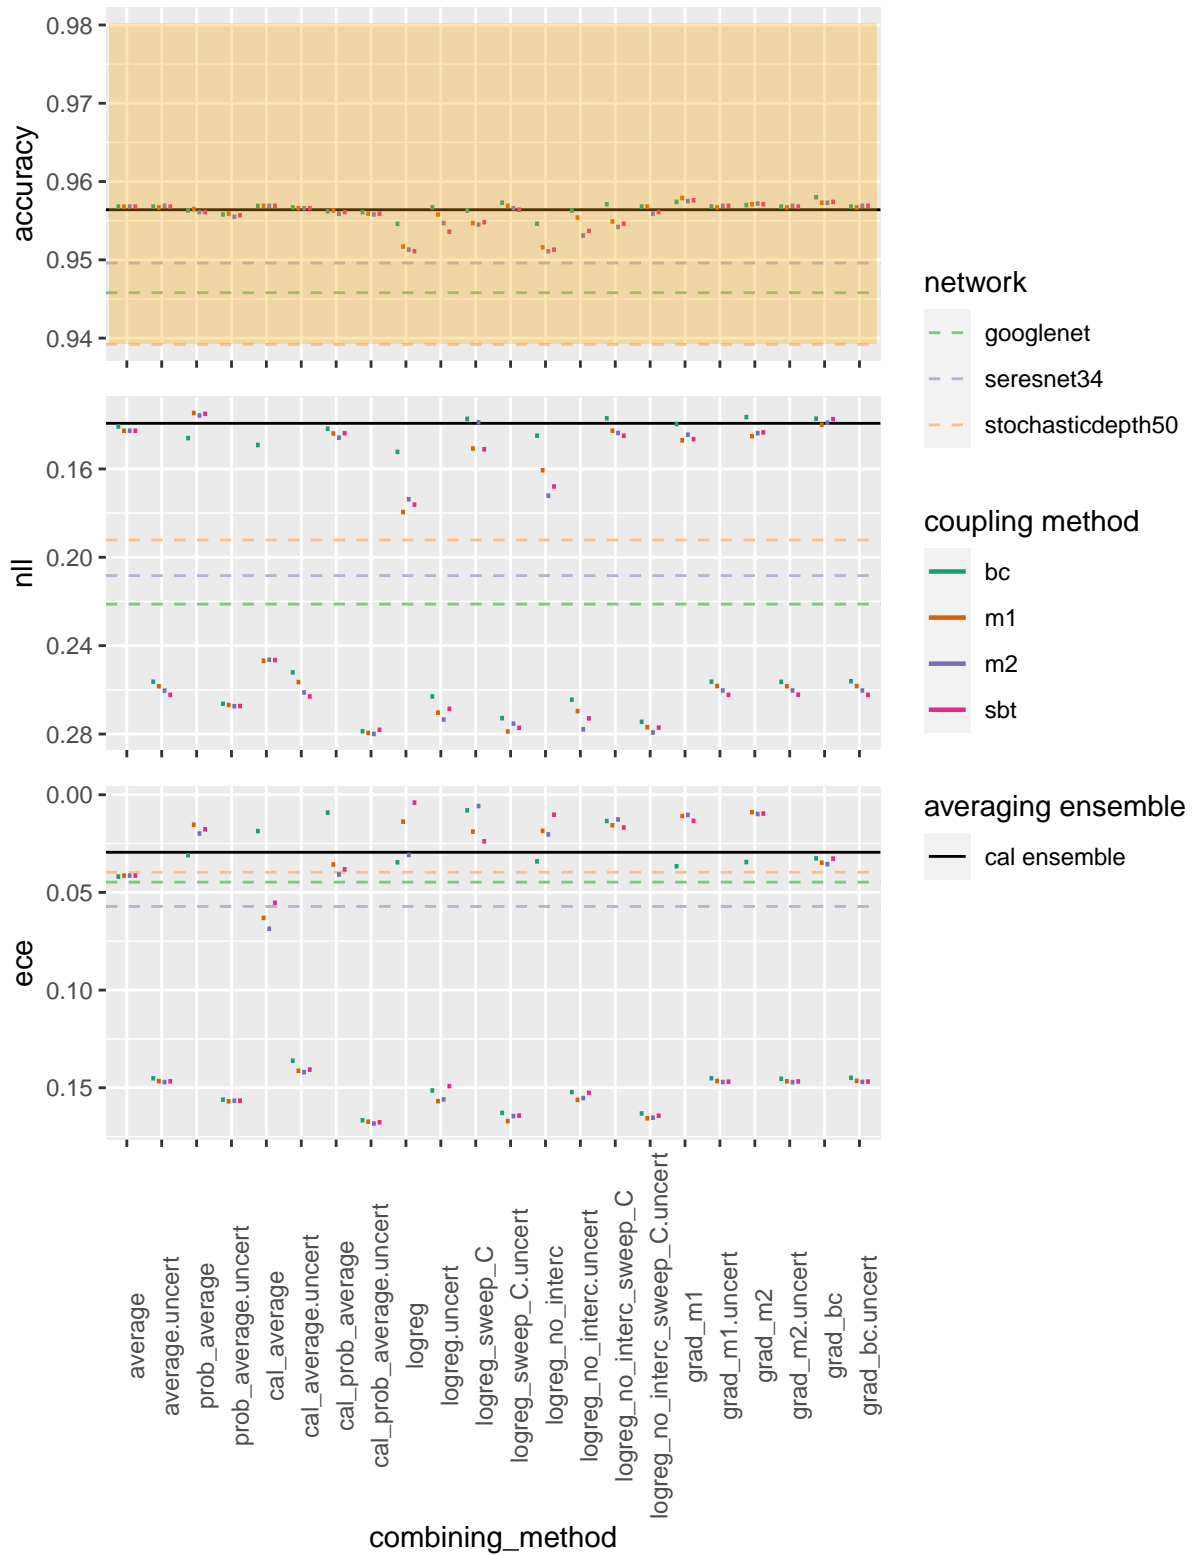 0.98
0.97
0.96
0.95
0.94
accuracy
0.16
0.20
0.24
0.28
nll
0.00
0.05
0.10
0.15
ece
average
average.uncert
prob_average
prob_average.uncert
cal_average
cal_average.uncert
cal_prob_average
cal_prob_average.uncert
logreg
logreg.uncert
logreg_sweep_C
logreg_sweep_C.uncert
logreg_no_interc
logreg_no_interc.uncert
logreg_no_interc_sweep_C
logreg_no_interc_sweep_C.uncert
grad_m1
grad_m1.uncert
grad_m2
grad_m2.uncert
grad_bc
grad_bc.uncert
combining_method
network
googlenet
seresnet34
stochasticdepth50
coupling method
bc
m1
m2
sbt
averaging ensemble
cal ensemble